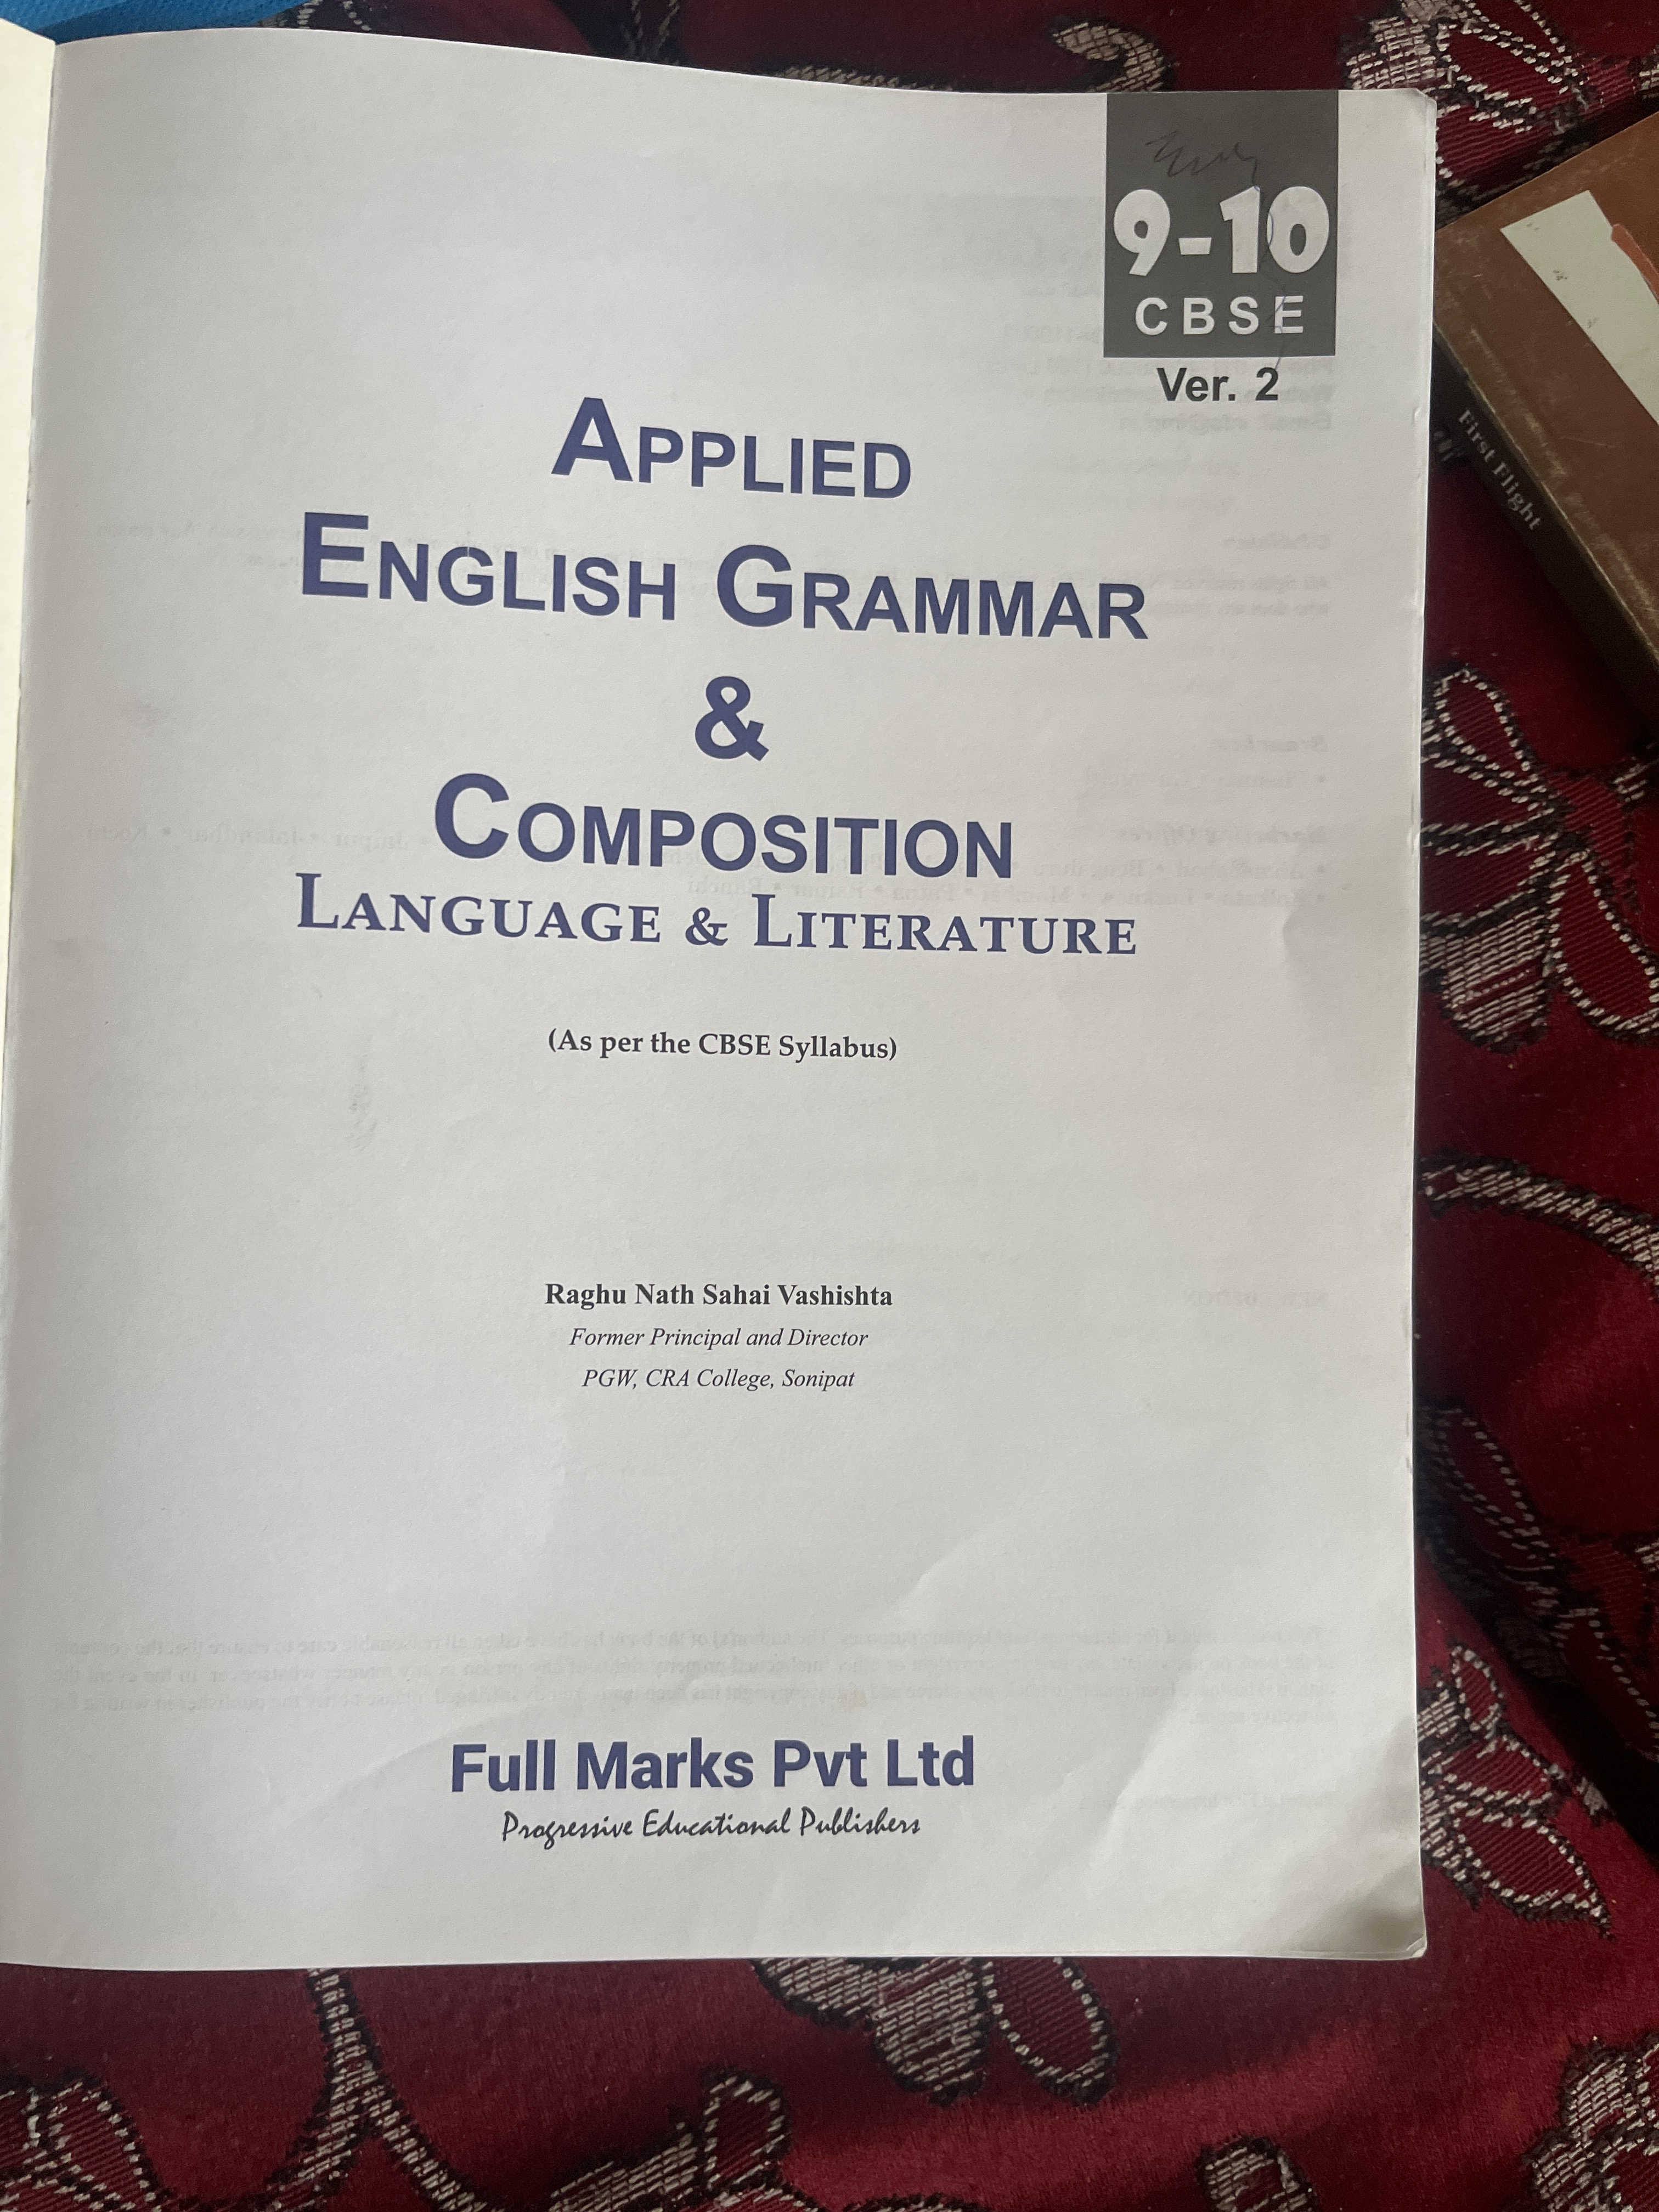 9-10
CBSE
Ver. 2
APPLIED
ENGLISH GRAMMAR
&
COMPOSITION
LANGUAGE & LITERATURE
(As per the CBSE Syllabus)
Raghu Nath Sahai Vashishta
Former Principal and Director
PGW, CRA College, Sonipat
Full Marks Pvt Ltd
Progressive Educational Publishers
First Flight